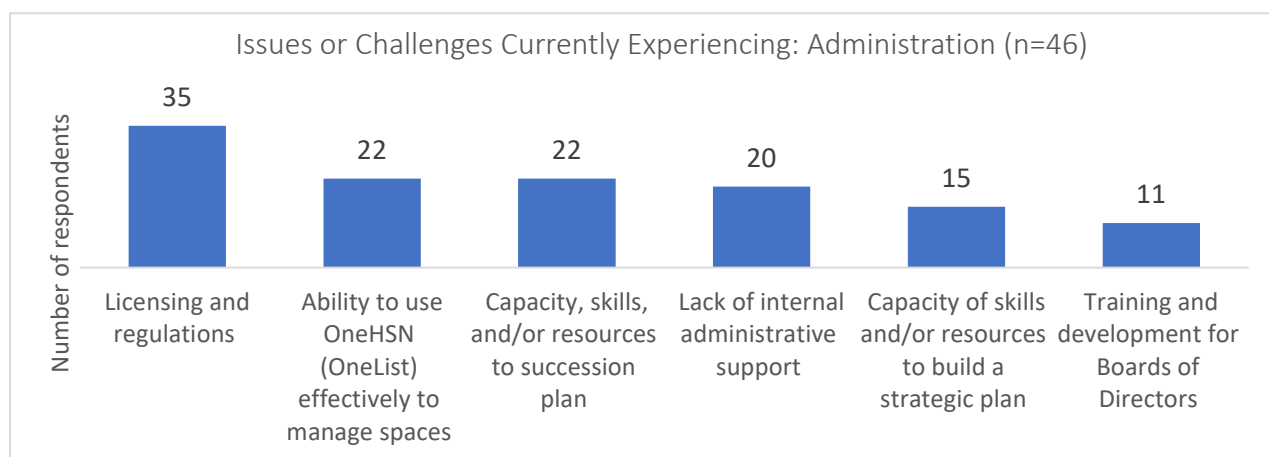 Issues or Challenges Currently Experiencing: Administration (n=46)
Number of respondents
35
22
22
20
15
11
Licensing and
regulations
Ability to use
OneHSN
(OneList)
effectively to
manage spaces
Capacity, skills,
and/or resources
to succession
plan
Lack of internal
administrative
support
Capacity of skills
and/or resources
to build a
strategic plan
Training and
development for
Boards of
Directors